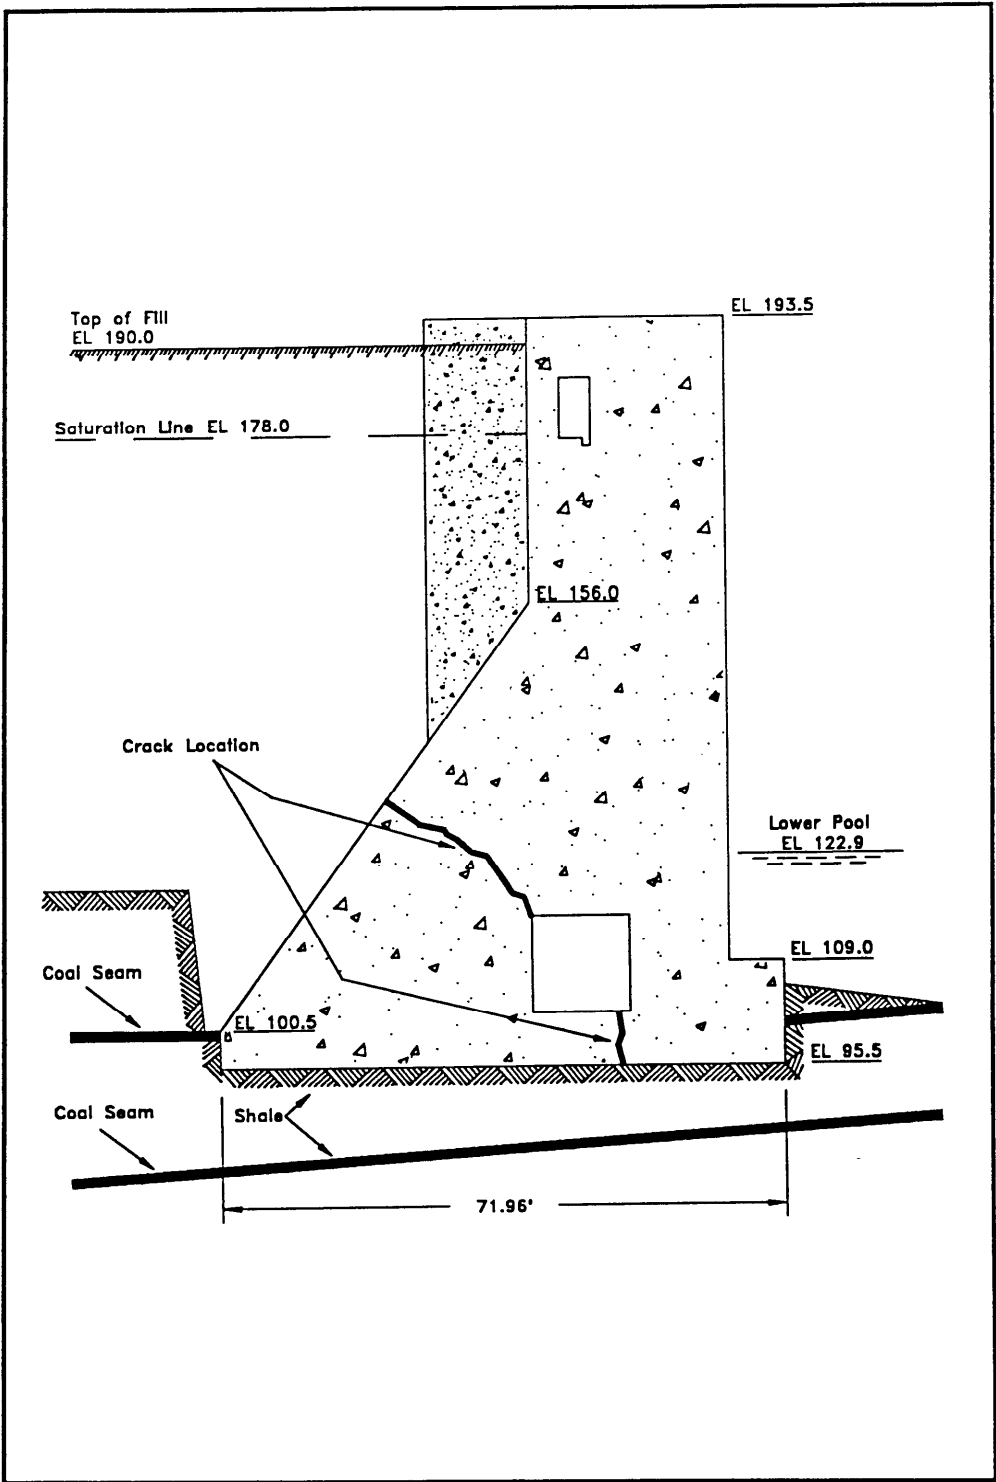 EL 193.5
Top of Fill
EL 190.0
Saturation Line EL 178.0
EL 156.0
Crack Location
Lower Pool
EL 122.9
EL 109.0
Coal Seam
EL 100.5
EL 95.5
Coal Seam
Shale
71.96'